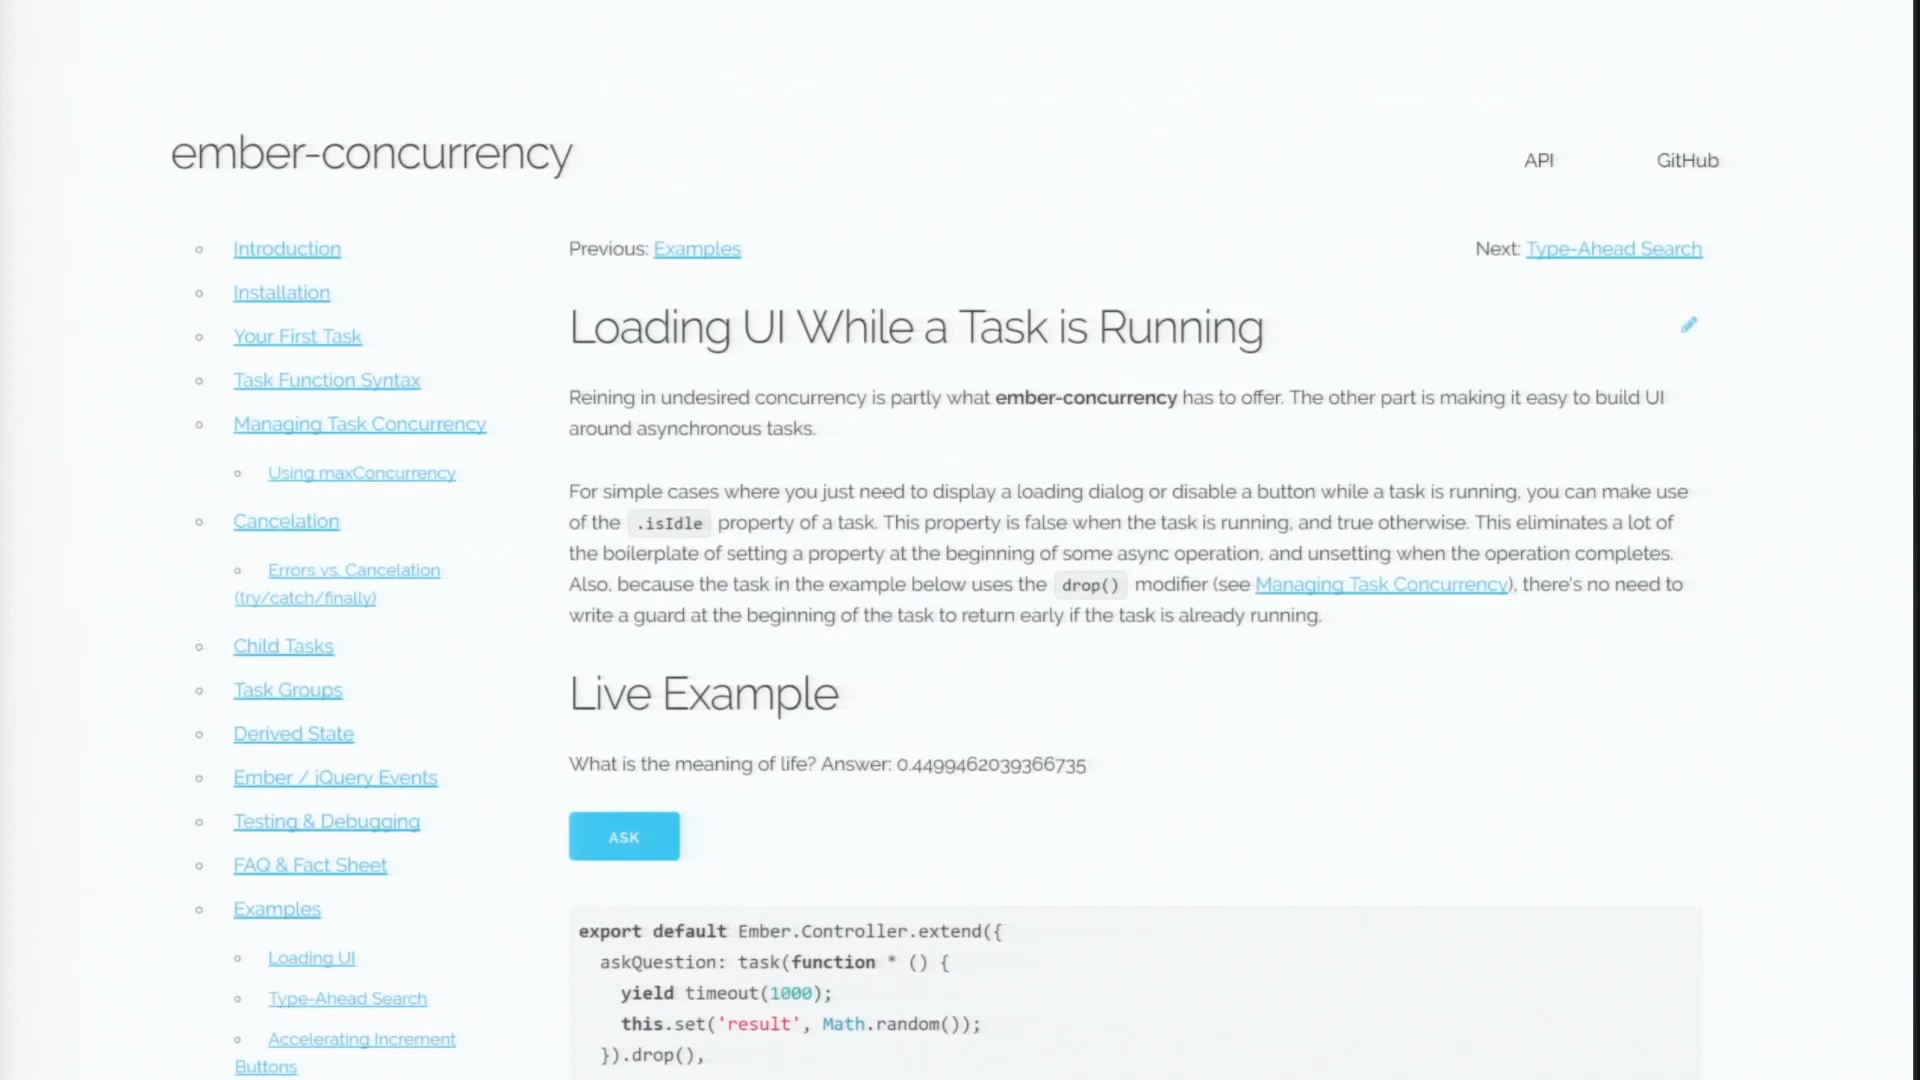 ember-concurrency
API
GitHub
Introduction
Installation
Your First Task
Task Function Syntax
Managing Task Concurrency
Using maxConcurrency
Cancelation
Errors vs. Cancelation
(try/catch/finally)
Child Tasks
Task Groups
Derived State
Ember / jQuery Events
Testing & Debugging
FAQ & Fact Sheet
Examples
Loading UI
Type-Ahead Search
Accelerating Increment
Buttons
Previous: Examples
Next: Type-Ahead Search
Loading UI While a Task is Running
Reining in undesired concurrency is partly what ember-concurrency has to offer. The other part is making it easy to build UI
around asynchronous tasks.
For simple cases where you just need to display a loading dialog or disable a button while a task is running, you can make use
of the .isIdle property of a task. This property is false when the task is running, and true otherwise. This eliminates a lot of
the boilerplate of setting a property at the beginning of some async operation, and unsetting when the operation completes.
Also, because the task in the example below uses the drop() modifier (see Managing Task Concurrency), there's no need to
write a guard at the beginning of the task to return early if the task is already running.
Live Example
What is the meaning of life? Answer: 0.4499462039366735
ASK
export default Ember.Controller.extend({
askQuestion: task(function * () {
yield timeout(1000);
this.set('result', Math.random());
}).drop(),